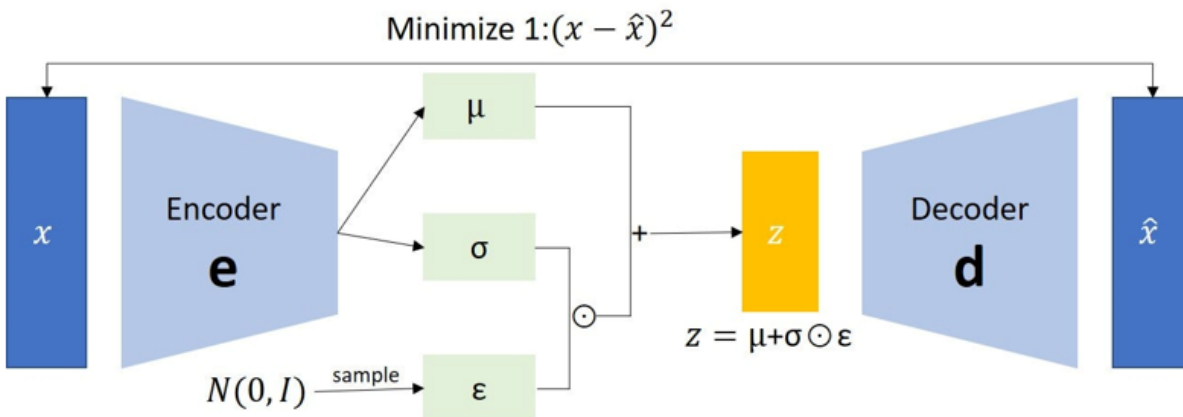 Minimize 1:(x − x̂)²
x
Encoder
e
μ
σ
ε
N(0, I)
sample
⊙
+
z
z = μ+σ⊙ε
Decoder
d
x̂